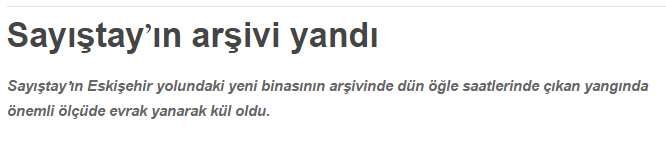 Sayıştay’ın arşivi yandı
Sayıştay’ın Eskişehir yolundaki yeni binasının arşivinde dün öğle saatlerinde çıkan yangında
önemli ölçüde evrak yanarak kül oldu.